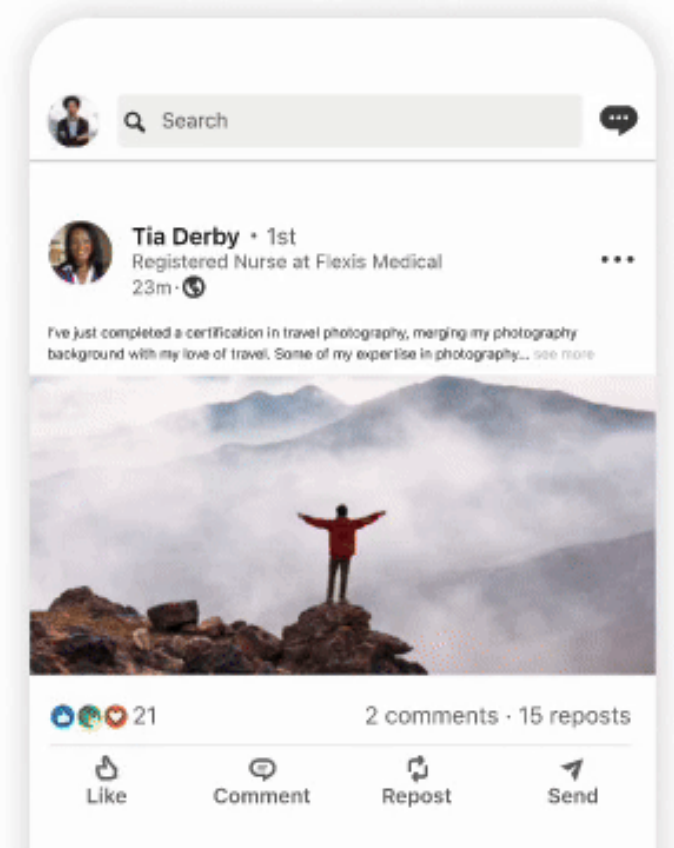 Search
Tia Derby • 1st
Registered Nurse at Flexis Medical
23m ·
I've just completed a certification in travel photography, merging my photography
background with my love of travel. Some of my expertise in photography... see more
21
2 comments · 15 reposts
Like
Comment
Repost
Send